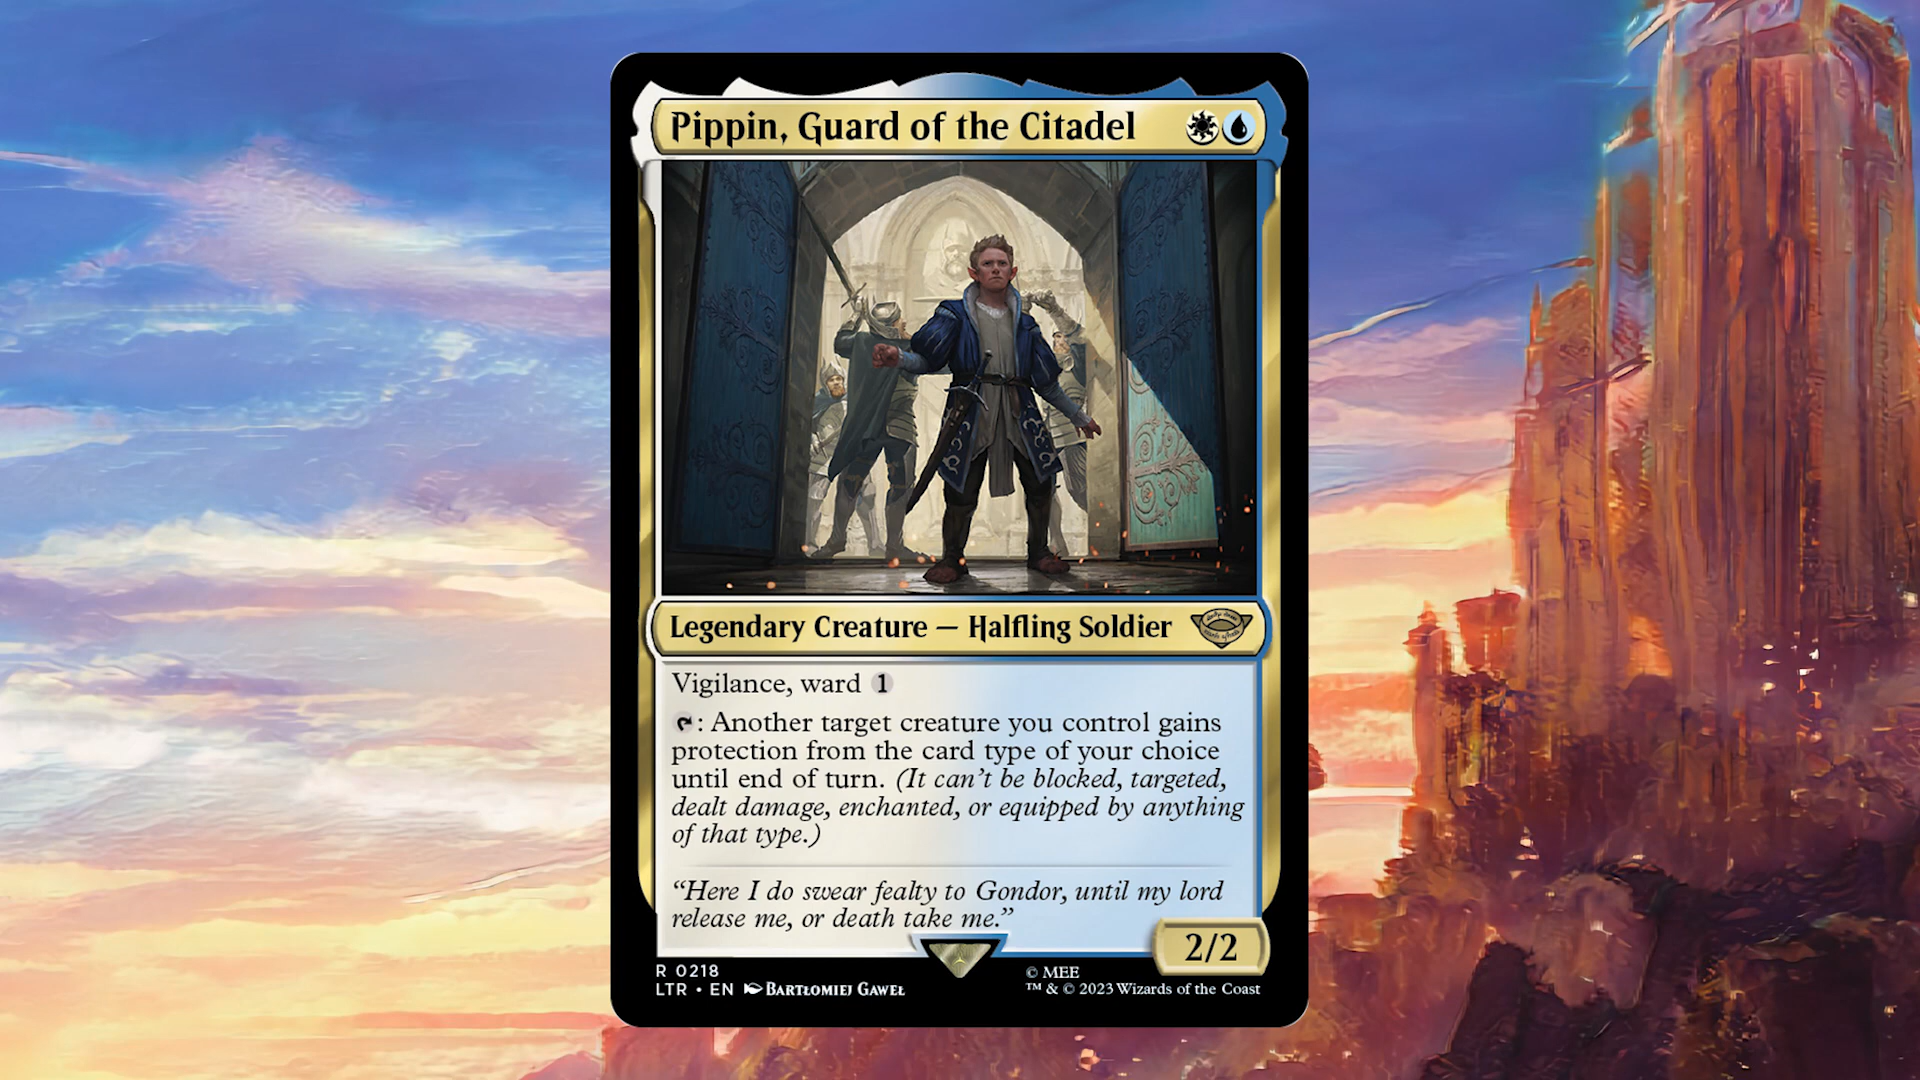 Pippin, Guard of the Citadel
Legendary Creature — Halfling Soldier
Vigilance, ward 1
: Another target creature you control gains
protection from the card type of your choice
until end of turn. (It can’t be blocked, targeted,
dealt damage, enchanted, or equipped by anything
of that type.)
“Here I do swear fealty to Gondor, until my lord
release me, or death take me.”
2/2
R 0218
LTR • EN BARTŁOMIEJ GAWEŁ
© MEE
™ & © 2023 Wizards of the Coast